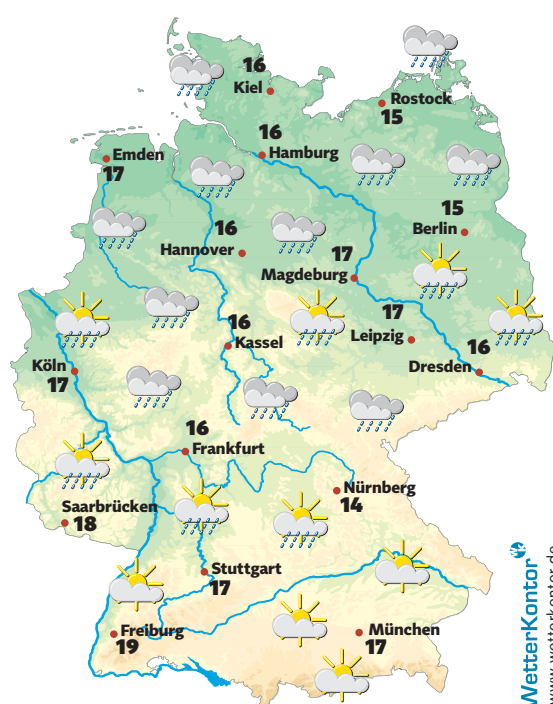 16
Kiel
Rostock
15
16
Hamburg
Emden
17
15
Berlin
16
Hannover
17
Magdeburg
17
Leipzig
16
Kassel
16
Dresden
Köln
17
16
Frankfurt
Nürnberg
14
Saarbrücken
18
Stuttgart
17
Freiburg
19
München
17
WetterKontor
www.wetterkontor.de